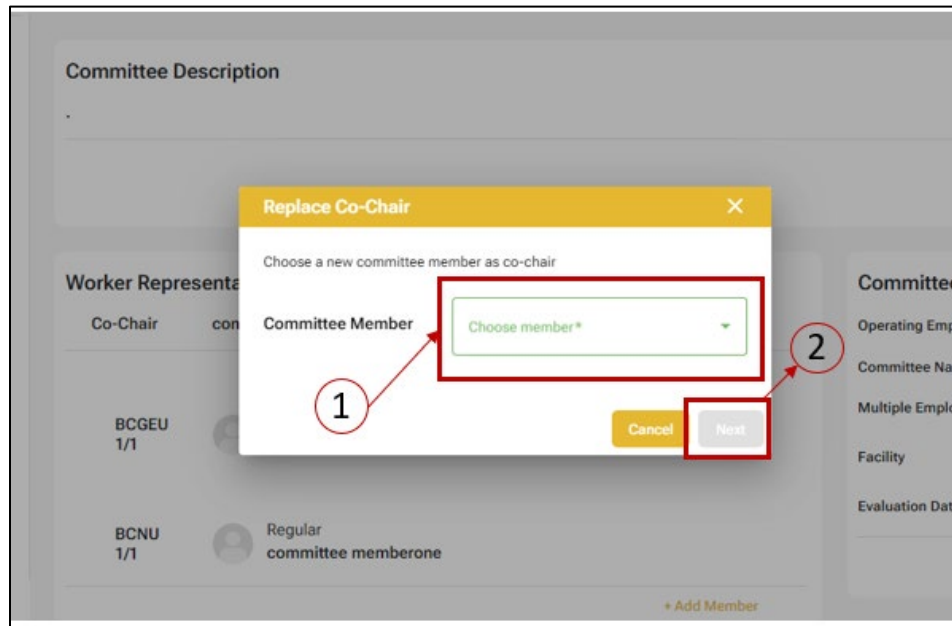 Committee Description
.
Replace Co-Chair
Choose a new committee member as co-chair
Committee Member
Choose member*
1
2
Cancel
Next
Worker Representa
Co-Chair
con
BCGEU
1/1
BCNU
1/1
Regular
committee memberone
+ Add Member
Committee
Operating Emp
Committee Na
Multiple Emplo
Facility
Evaluation Dat